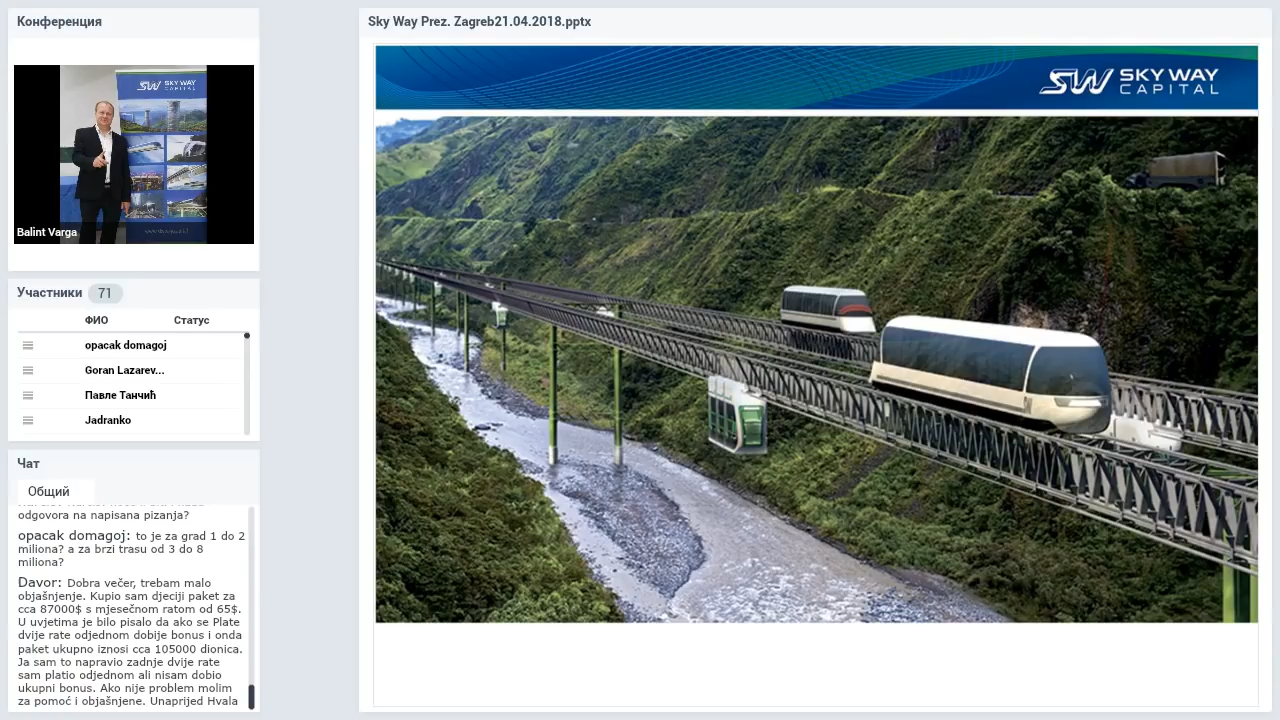 Конференция
SKY WAY
CAPITAL
Balint Varga
Участники 71
ФИО Статус
opacak domagoj
Goran Lazarev...
Павле Танчић
Jadranko
Чат
Общий
odgovora na napisana pizanja?
opacak domagoj: to je za grad 1 do 2
miliona? a za brzi trasu od 3 do 8
miliona?
Davor: Dobra večer, trebam malo
objašnjenje. Kupio sam djeciji paket za
cca 87000$ s mjesečnom ratom od 65$.
U uvjetima je bilo pisalo da ako se Plate
dvije rate odjednom dobije bonus i onda
paket ukupno iznosi cca 105000 dionica.
Ja sam to napravio zadnje dvije rate
sam platio odjednom ali nisam dobio
ukupni bonus. Ako nije problem molim
za pomoć i objašnjene. Unaprijed Hvala
Sky Way Prez. Zagreb21.04.2018.pptx
SW SKY WAY
CAPITAL